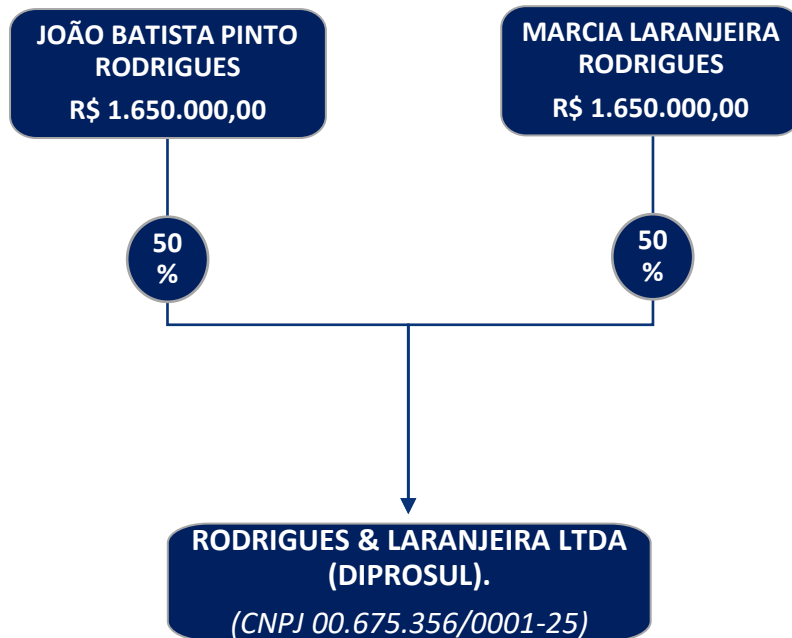 JOÃO BATISTA PINTO
RODRIGUES
R$ 1.650.000,00
MARCIA LARANJEIRA
RODRIGUES
R$ 1.650.000,00
50
%
50
%
RODRIGUES & LARANJEIRA LTDA
(DIPROSUL).
(CNPJ 00.675.356/0001-25)